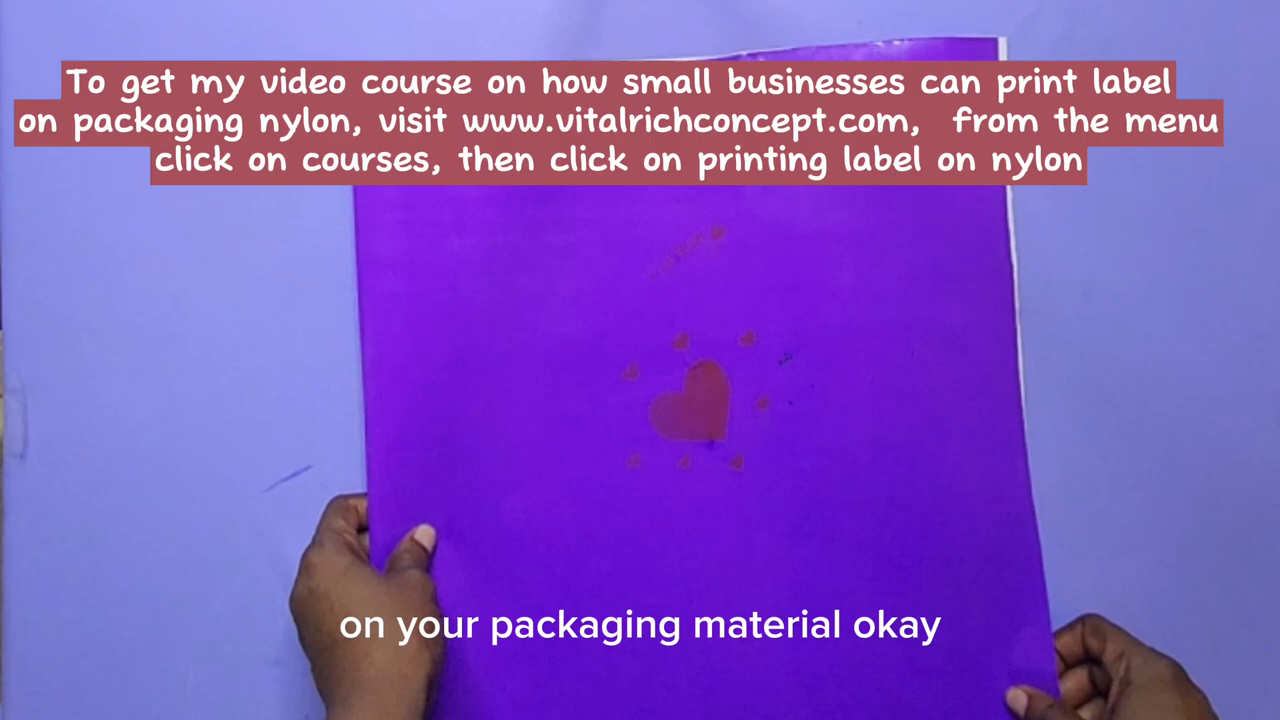 To get my video course on how small businesses can print label
on packaging nylon, visit www.vitalrichconcept.com, from the menu
click on courses, then click on printing label on nylon
on your packaging material okay